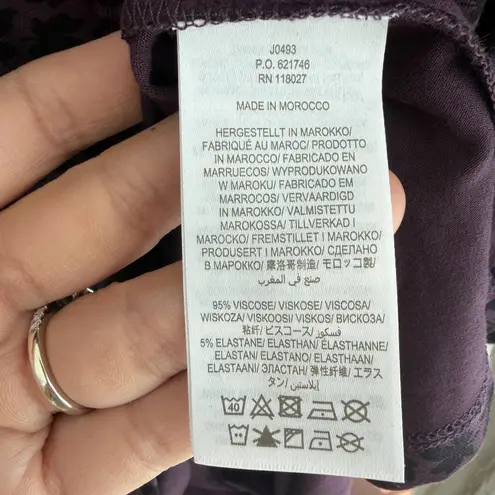 J0493
P.O. 621746
RN 118027
MADE IN MOROCCO
HERGESTELLT IN MAROKKO/
FABRIQUÉ AU MAROC/ PRODOTTO
IN MAROCCO/ FABRICADO EN
MARRUECOS/ WYPRODUKOWANO
W MAROKU/ FABRICADO EM
MARROCOS/ VERVAARDIGD
IN MAROKKO/ VALMISTETTU
MAROKOSSA/ TILLVERKAD I
MAROCKO/ FREMSTILLET I MAROKKO/
PRODUSERT I MAROKKO/ СДЕЛАНО
В МАРОККО/ 摩洛哥制造/ モロッコ製/
صنع في المغرب
95% VISCOSE/ VISKOSE/ VISCOSA/
WISKOZA/ VISKOOSI/ VISKOS/ ВИСКОЗА/
粘纤/ ビスコース/ فسكوز/
5% ELASTANE/ ELASTHAN/ ÉLASTHANNE/
ELASTAN/ ELASTANO/ ELASTHAAN/
ELASTAANI/ ЭЛАСТАН/ 弾性纤维/ エラス
タン/ إيلاستين
40